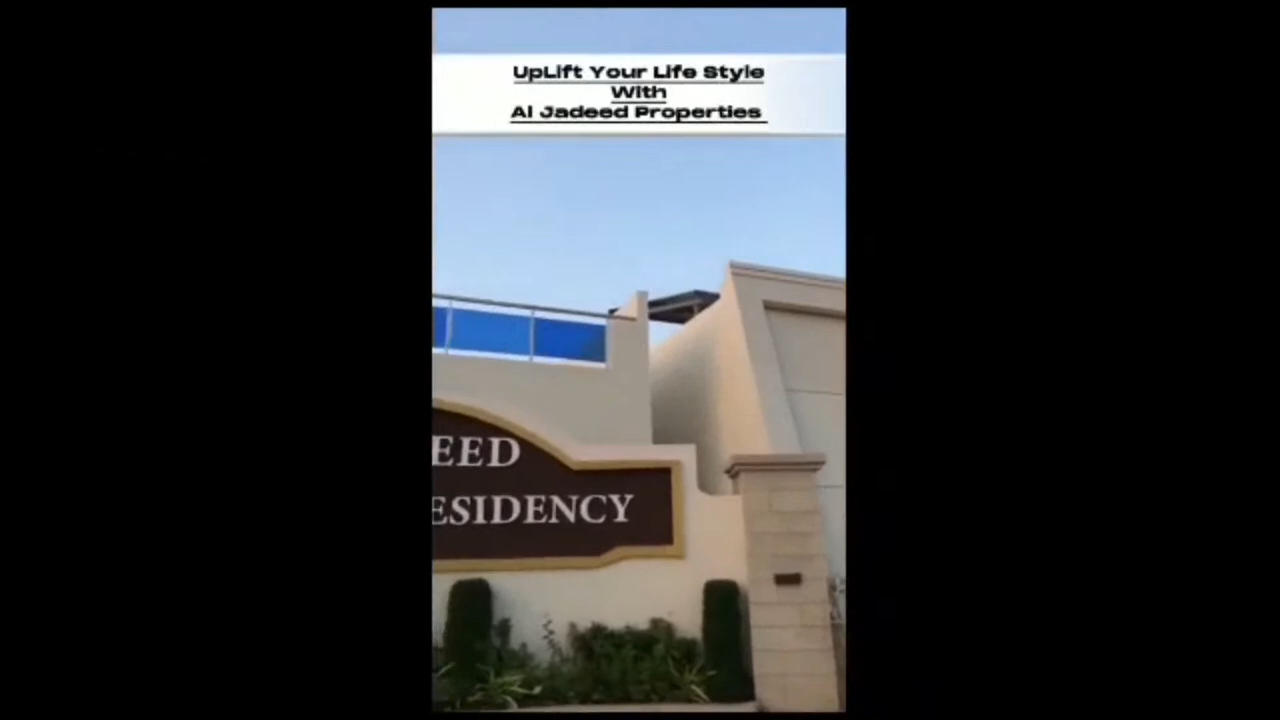 UpLift Your Life Style
With
Al Jadeed Properties
EED
ESIDENCY